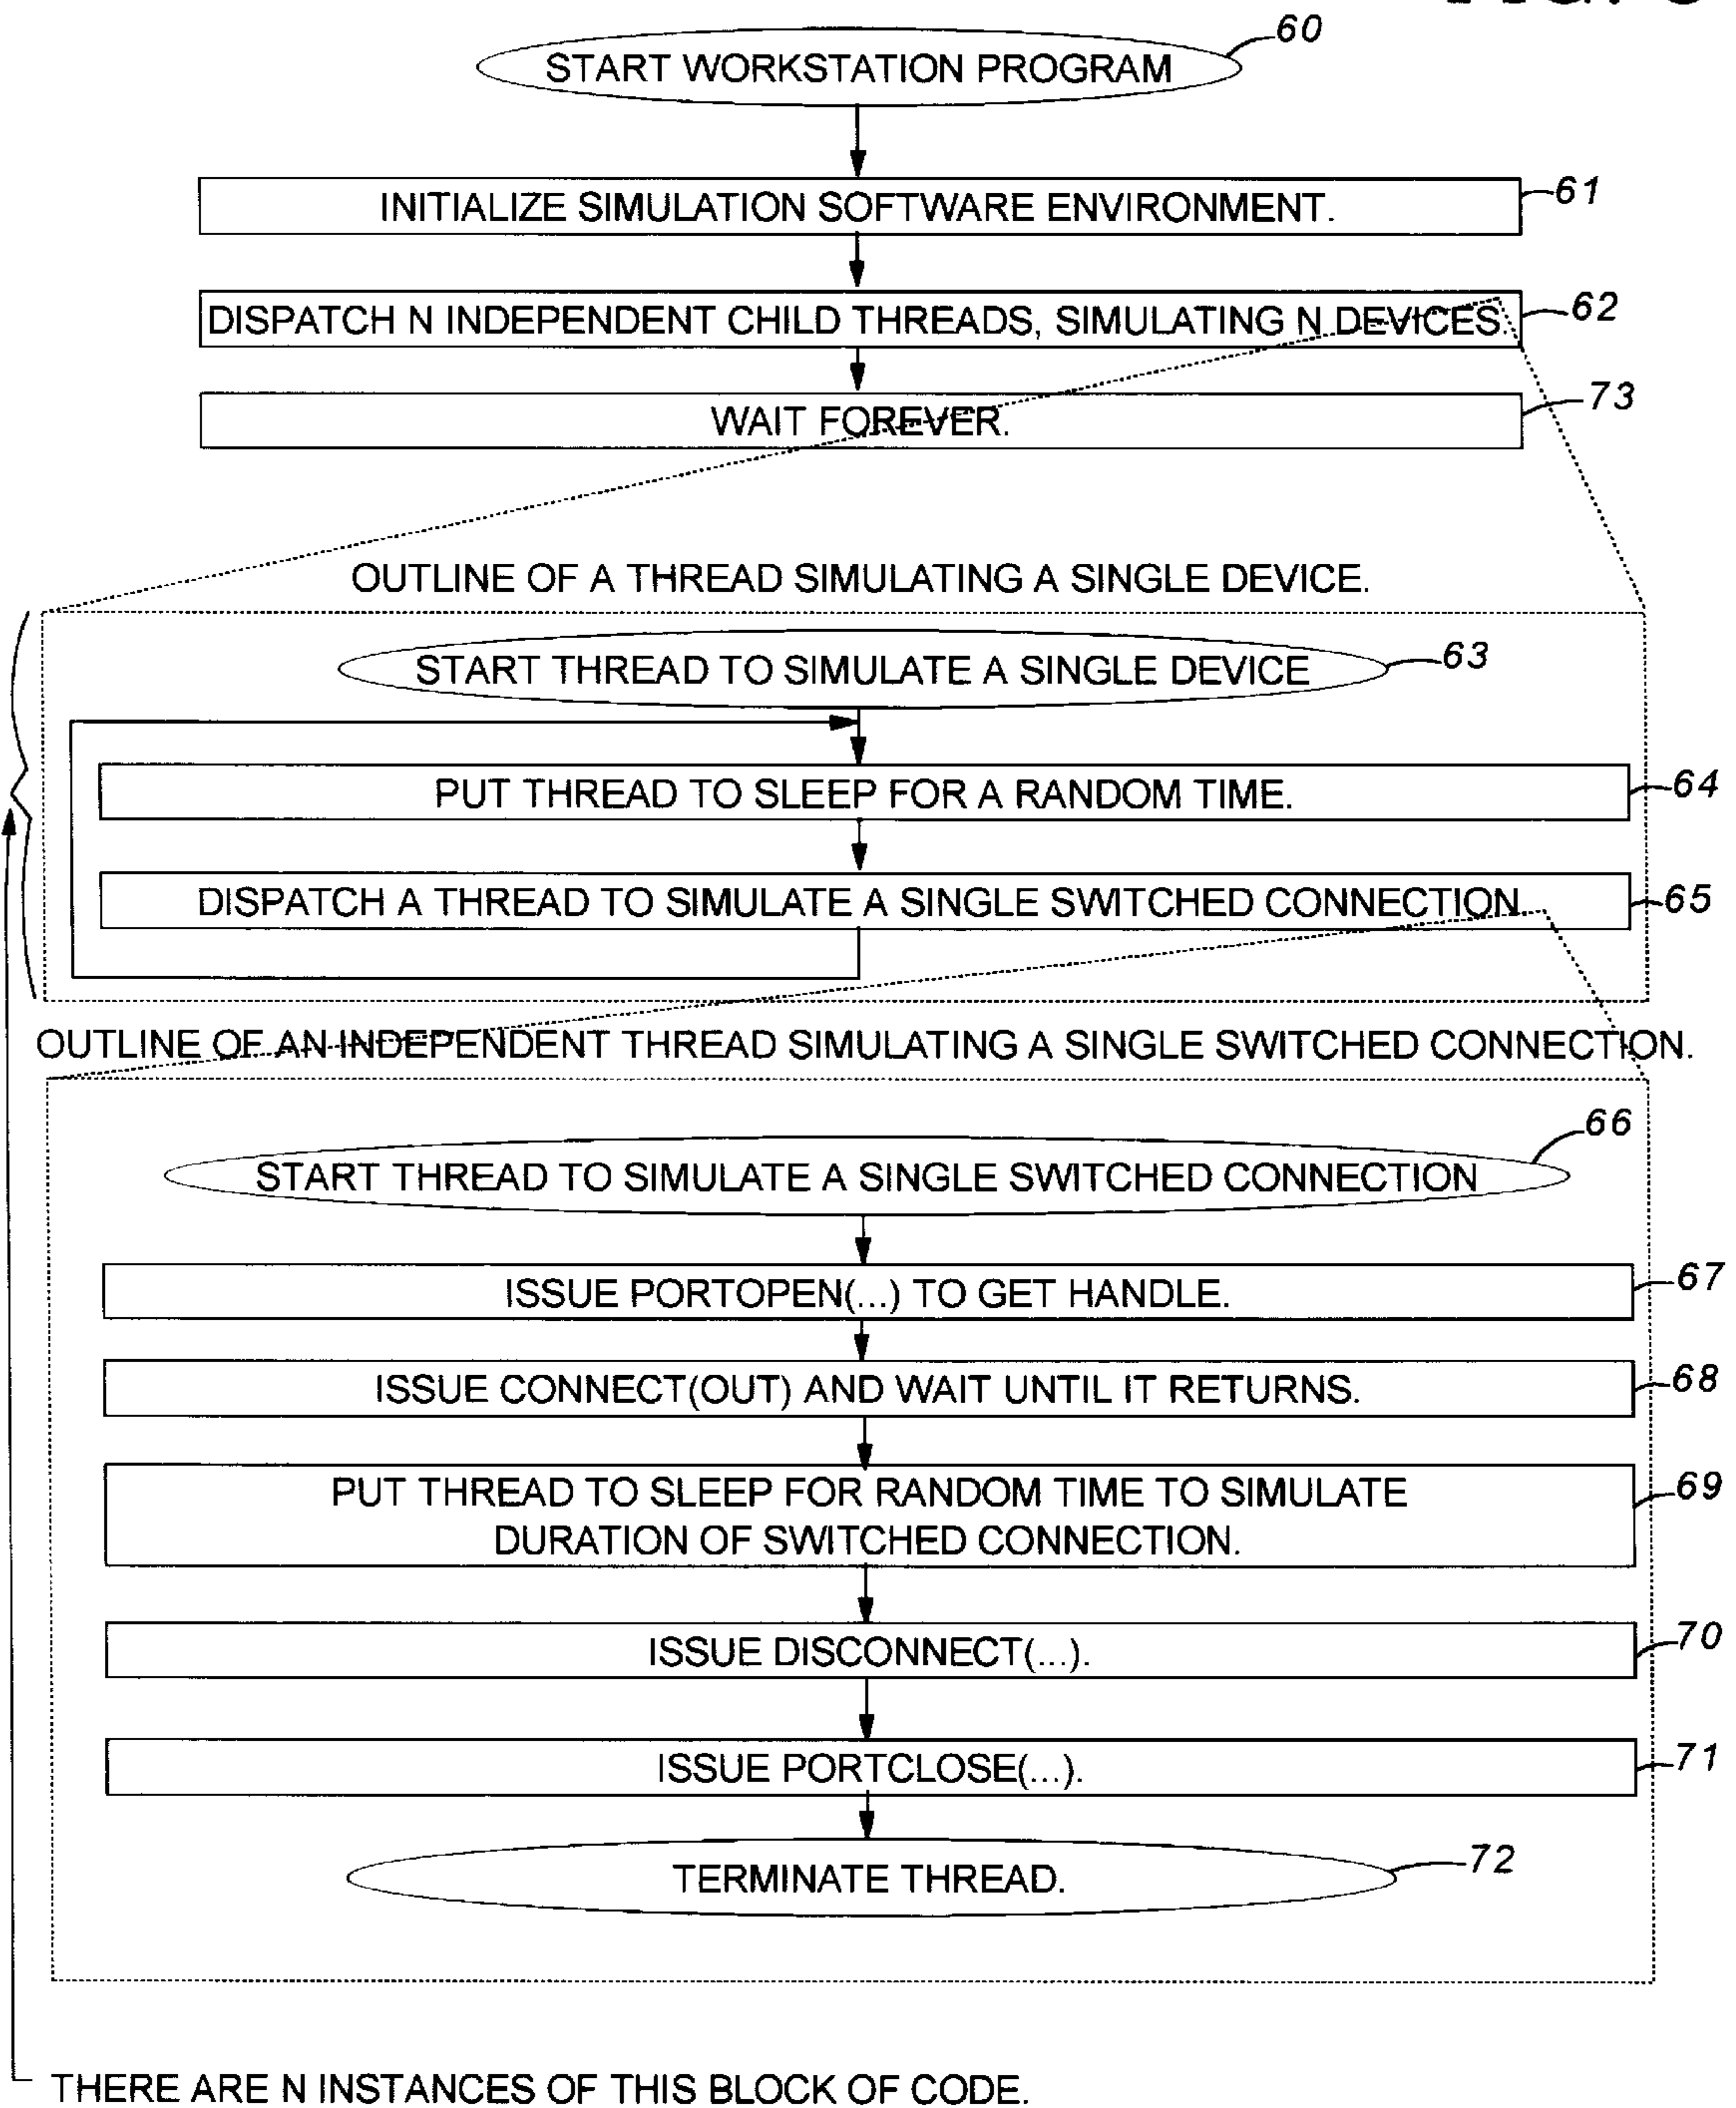 60
START WORKSTATION PROGRAM
61
INITIALIZE SIMULATION SOFTWARE ENVIRONMENT.
62
DISPATCH N INDEPENDENT CHILD THREADS, SIMULATING N DEVICES.
73
WAIT FOREVER.
OUTLINE OF A THREAD SIMULATING A SINGLE DEVICE.
63
START THREAD TO SIMULATE A SINGLE DEVICE
64
PUT THREAD TO SLEEP FOR A RANDOM TIME.
65
DISPATCH A THREAD TO SIMULATE A SINGLE SWITCHED CONNECTION.
OUTLINE OF AN INDEPENDENT THREAD SIMULATING A SINGLE SWITCHED CONNECTION.
66
START THREAD TO SIMULATE A SINGLE SWITCHED CONNECTION
67
ISSUE PORTOPEN(...) TO GET HANDLE.
68
ISSUE CONNECT(OUT) AND WAIT UNTIL IT RETURNS.
69
PUT THREAD TO SLEEP FOR RANDOM TIME TO SIMULATE
DURATION OF SWITCHED CONNECTION.
70
ISSUE DISCONNECT(...).
71
ISSUE PORTCLOSE(...).
72
TERMINATE THREAD.
THERE ARE N INSTANCES OF THIS BLOCK OF CODE.